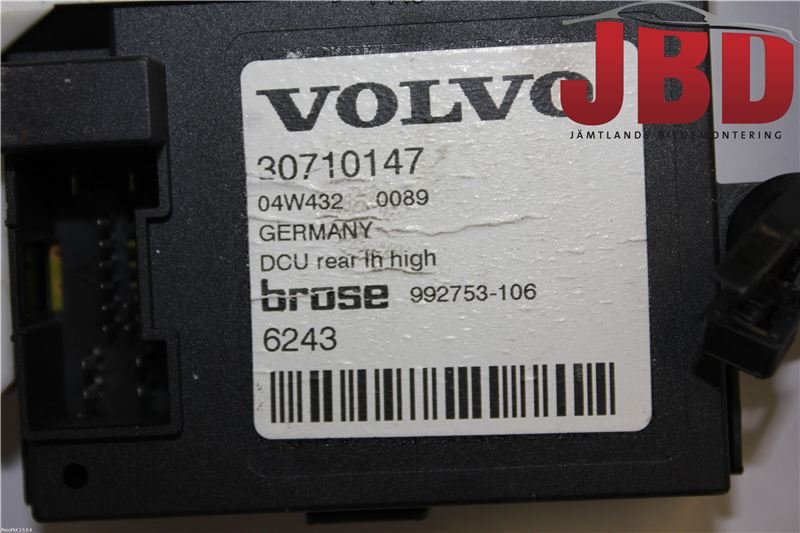 VOLVO
JBD
JÄMTLANDS BILDEMONTERING
30710147
04W432 0089
GERMANY
DCU rear lh high
brose 992753-106
6243